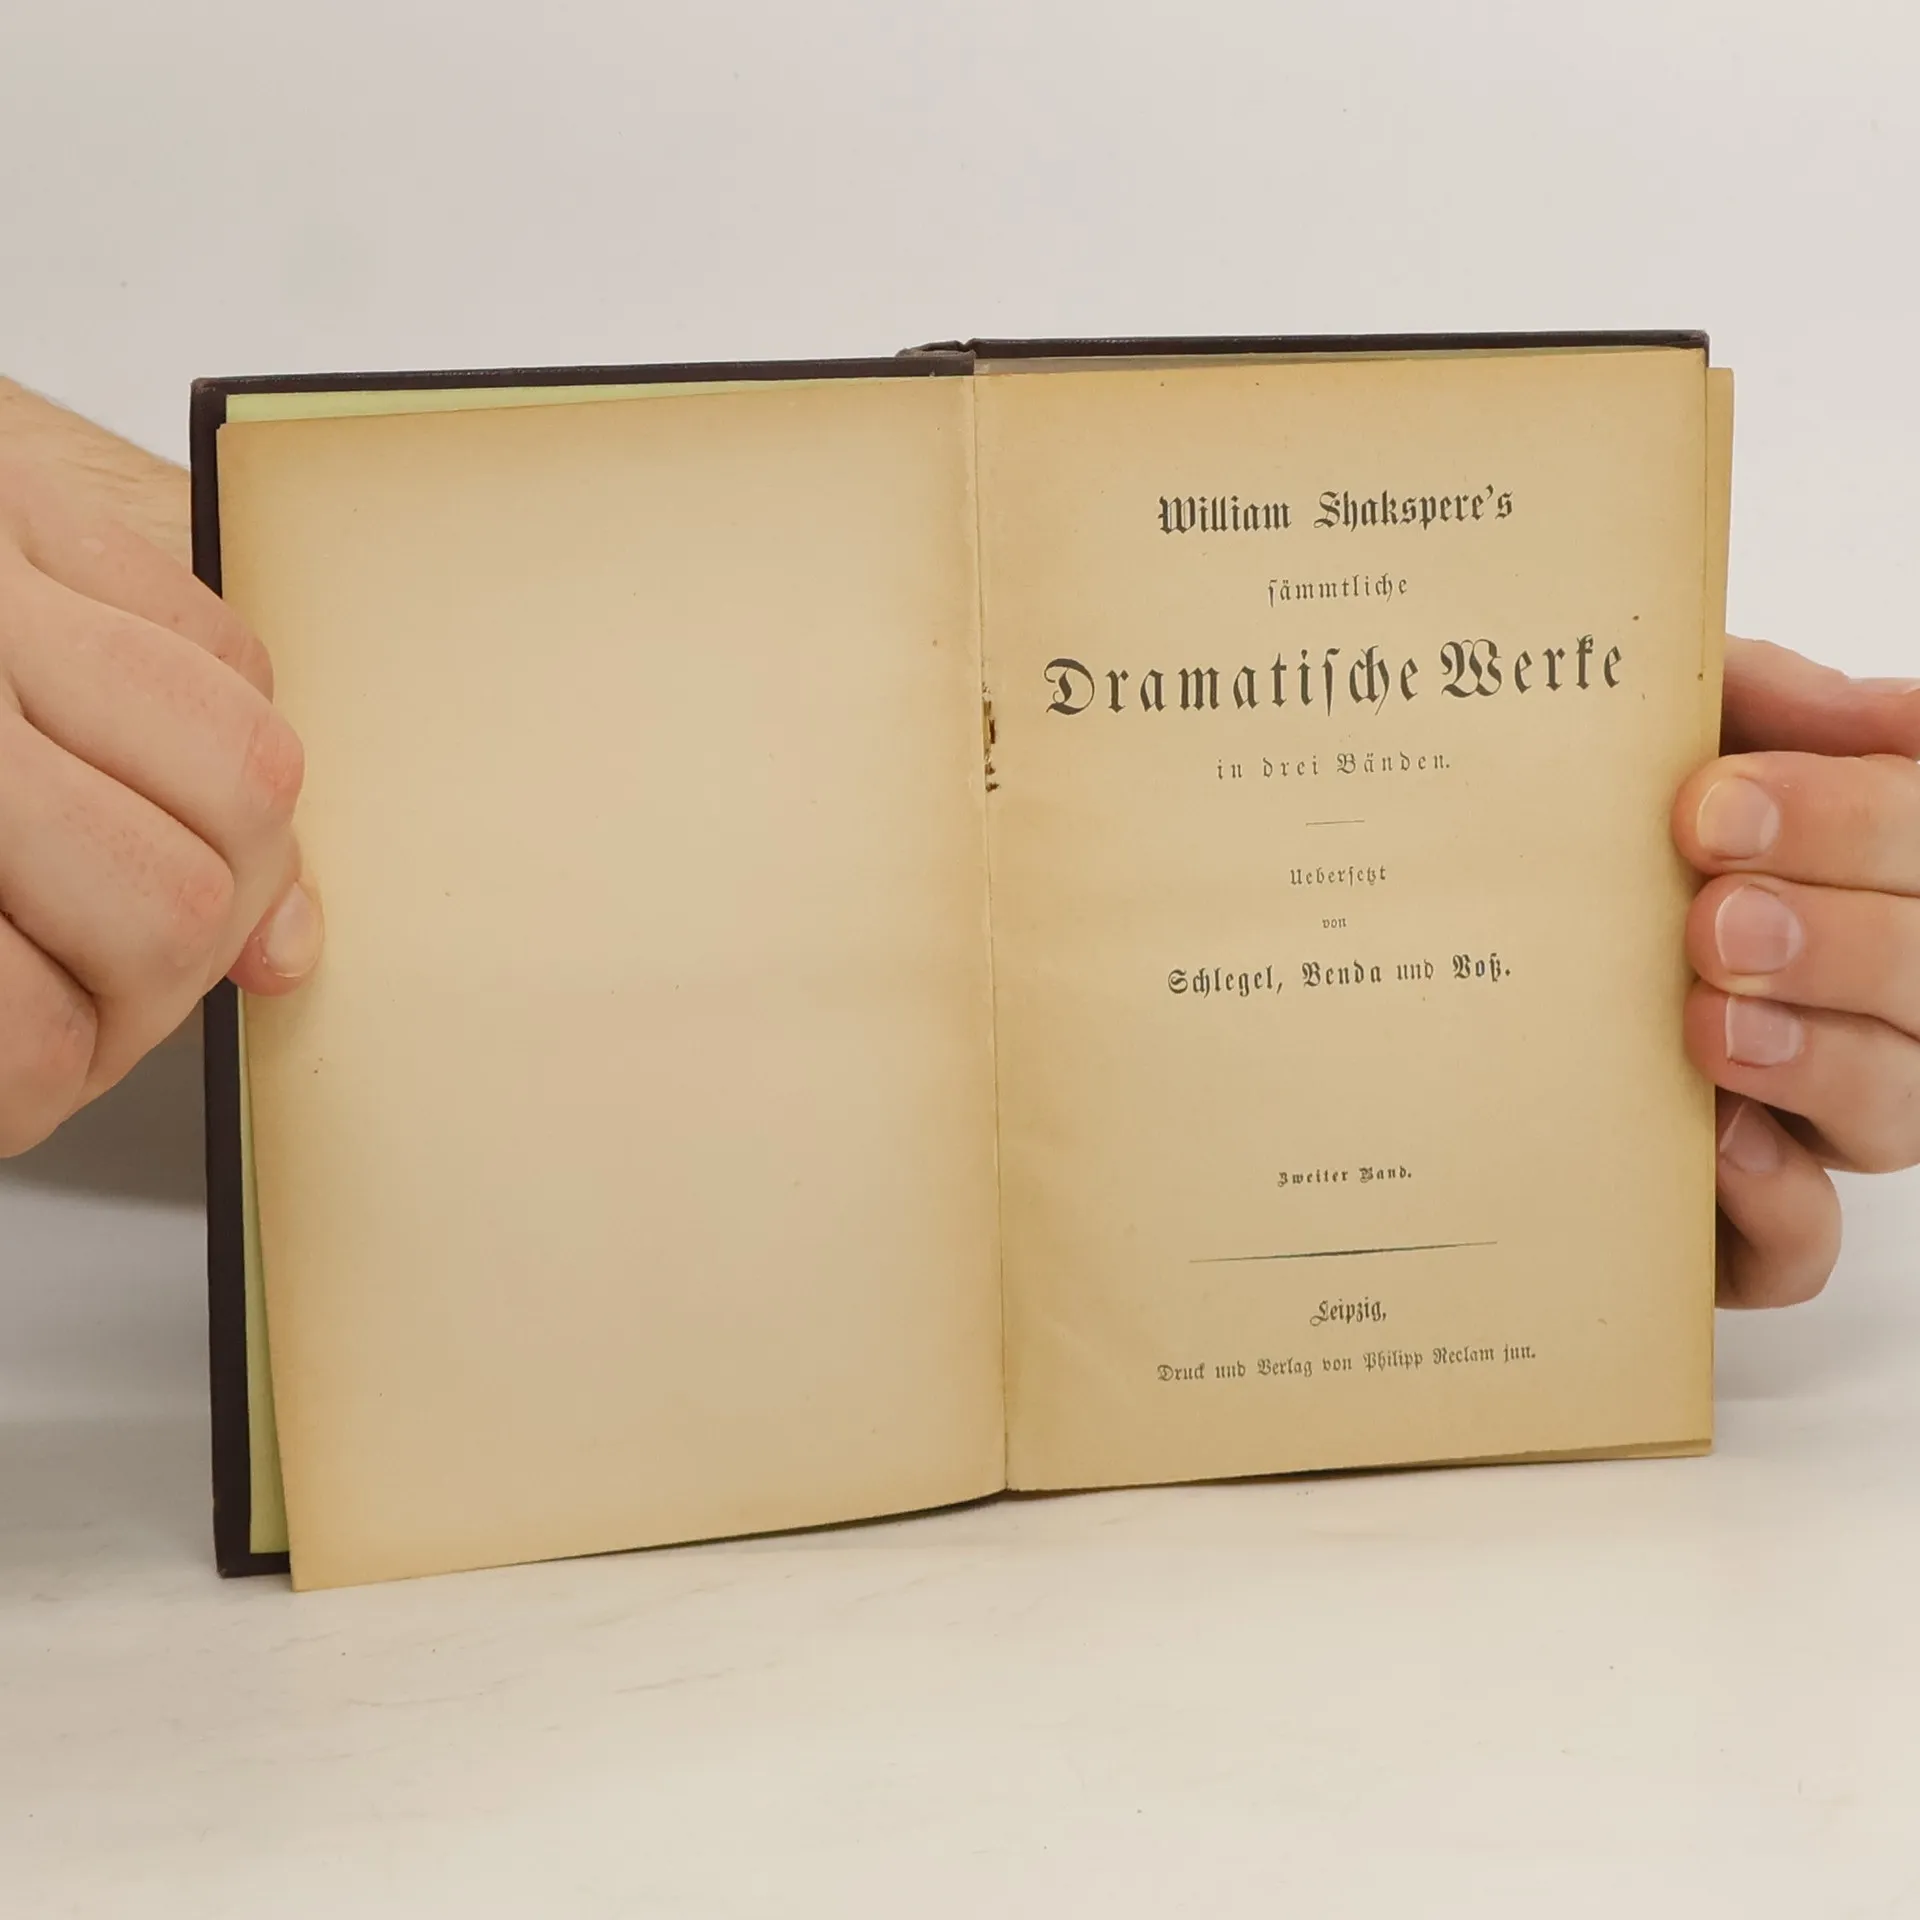 William Shakspere's
sämmtliche
Dramatische Werke
in drei Bänden.
Uebersetzt
von
Schlegel, Benda und Voß.
Zweiter Band.
Leipzig,
Druck und Verlag von Philipp Reclam jun.